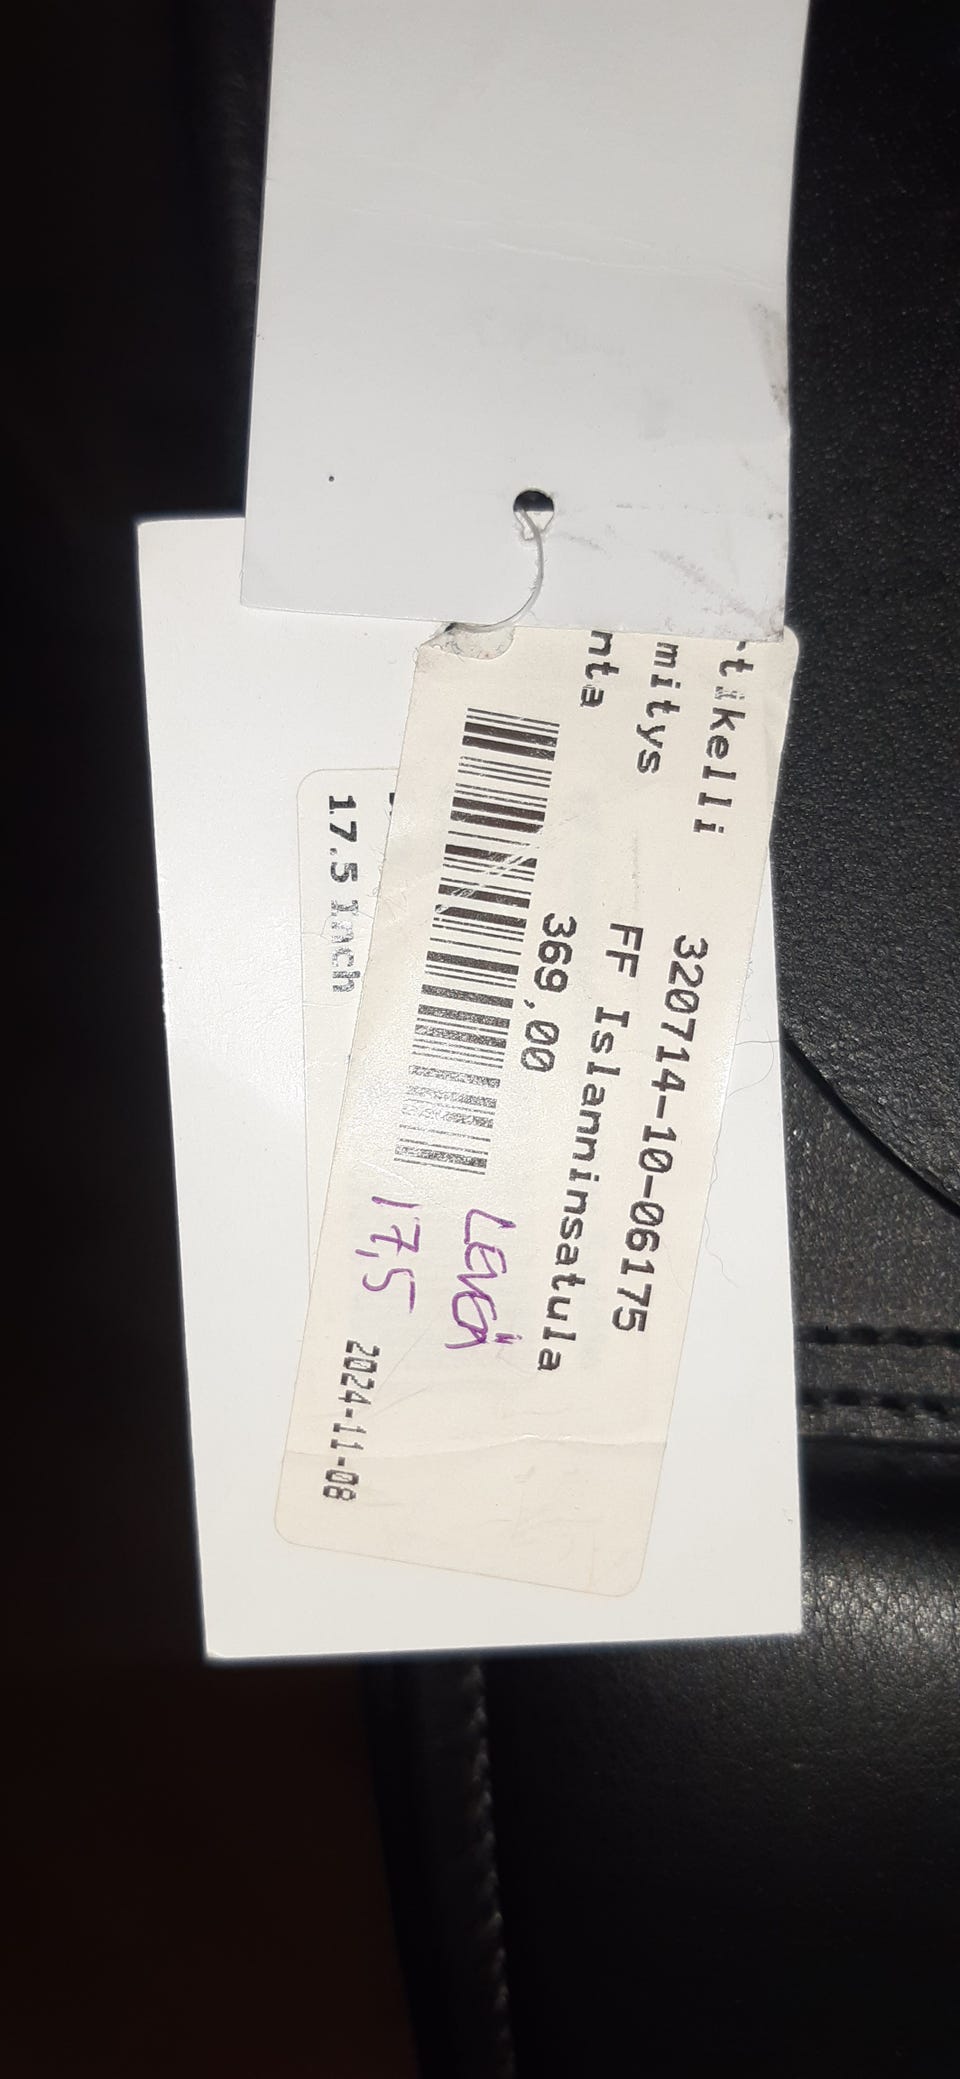 tikelli 320714-10-06175
mitys FF Islanninsatula
nta 369,00
LEVEÄ
17,5
2024-11-08
17.5 Inch